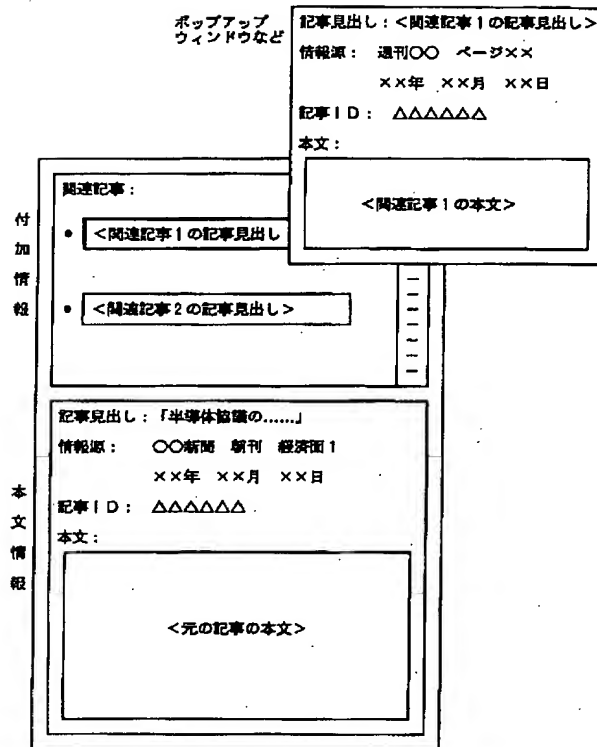 ポップアップ
ウィンドウなど
記事見出し：＜関連記事１の記事見出し＞
情報源： 週刊〇〇 ページ××
××年 ××月 ××日
記事ＩＤ： △△△△△△
本文：
＜関連記事１の本文＞
付加情報
関連記事：
• ＜関連記事１の記事見出し
• ＜関連記事２の記事見出し＞
本文情報
記事見出し：「半導体協議の......」
情報源： 〇〇新聞 朝刊 経済面１
××年 ××月 ××日
記事ＩＤ： △△△△△△
本文：
＜元の記事の本文＞